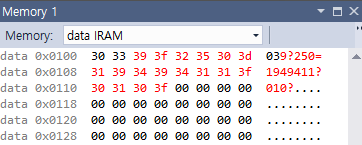 Memory 1
Memory: data IRAM
data 0x0100 30 33 39 3f 32 35 30 3d 039?250=
data 0x0108 31 39 34 39 34 31 31 3f 1949411?
data 0x0110 30 31 30 3f 00 00 00 00 010?....
data 0x0118 00 00 00 00 00 00 00 00 ........
data 0x0120 00 00 00 00 00 00 00 00 ........
data 0x0128 00 00 00 00 00 00 00 00 ........